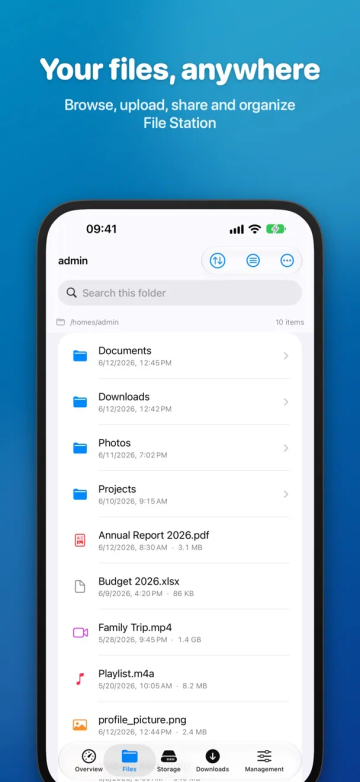 Your files, anywhere
Browse, upload, share and organize
File Station
09:41
admin
Search this folder
/homes/admin
10 items
Documents
6/12/2026, 12:45 PM
Downloads
6/12/2026, 12:42 PM
Photos
6/11/2026, 7:02 PM
Projects
6/10/2026, 9:15 AM
Annual Report 2026.pdf
6/12/2026, 8:30 AM · 3.1 MB
Budget 2026.xlsx
6/9/2026, 4:20 PM · 86 KB
Family Trip.mp4
5/28/2026, 9:45 PM · 1.4 GB
Playlist.m4a
5/20/2026, 10:05 AM · 8.2 MB
profile_picture.png
6/12/2026, 12:44 PM · 2.4 MB
Overview
Files
Storage
Downloads
Management